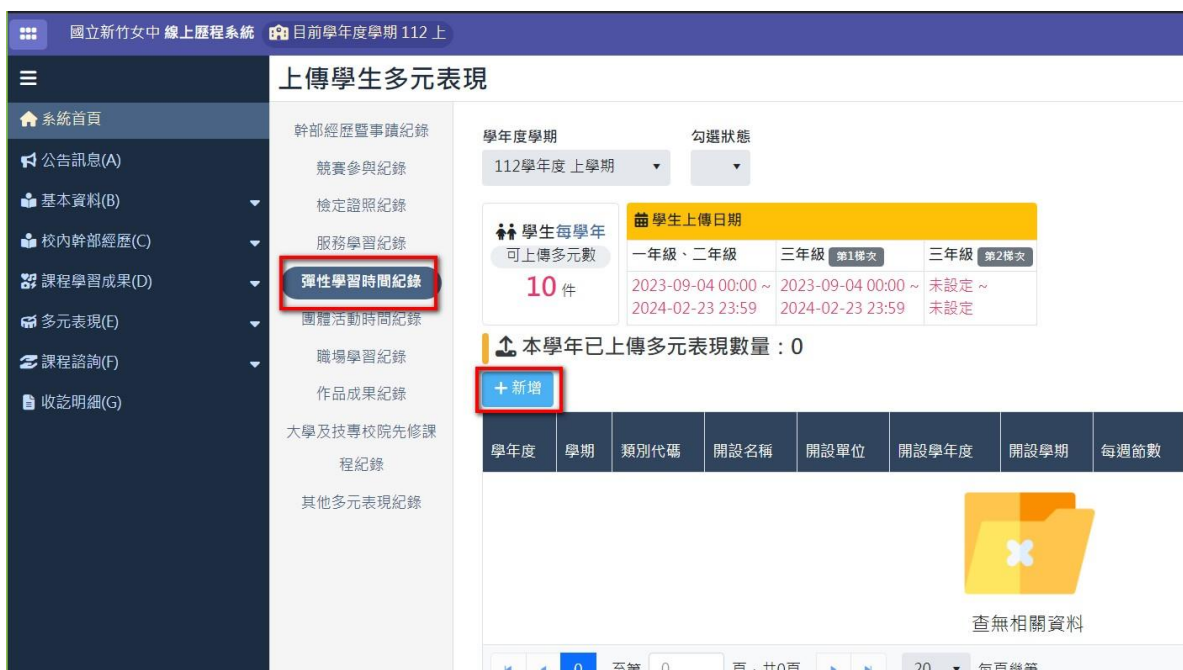 國立新竹女中 線上歷程系統 目前學年度學期 112 上
上傳學生多元表現
系統首頁
公告訊息(A)
基本資料(B)
校內幹部經歷(C)
課程學習成果(D)
多元表現(E)
課程諮詢(F)
收訖明細(G)
幹部經歷暨事蹟紀錄
競賽參與紀錄
檢定證照紀錄
服務學習紀錄
彈性學習時間紀錄
團體活動時間紀錄
職場學習紀錄
作品成果紀錄
大學及技專校院先修課
程紀錄
其他多元表現紀錄
學年度學期 勾選狀態
112學年度 上學期
學生每學年
可上傳多元數
10 件
學生上傳日期
一年級、二年級 三年級 第1梯次 三年級 第2梯次
2023-09-04 00:00 ~ 2023-09-04 00:00 ~ 未設定 ~
2024-02-23 23:59 2024-02-23 23:59 未設定
本學年已上傳多元表現數量：0
+新增
學年度 學期 類別代碼 開設名稱 開設單位 開設學年度 開設學期 每週節數
查無相關資料
0 至第 0 頁，共0頁 20 每頁幾筆